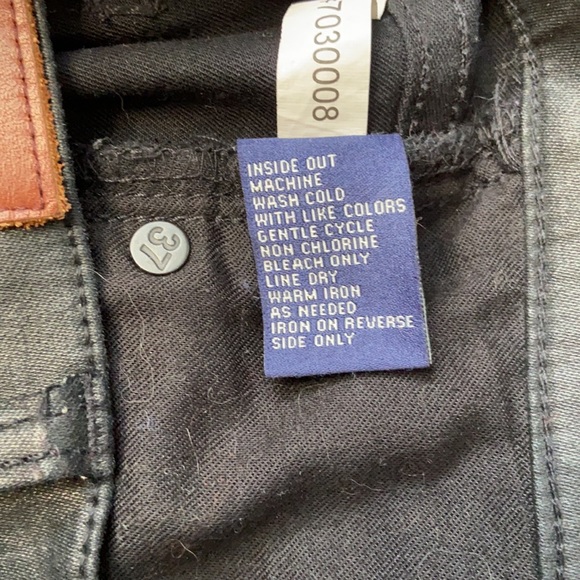 7030008
INSIDE OUT
MACHINE
WASH COLD
WITH LIKE COLORS
GENTLE CYCLE
NON CHLORINE
BLEACH ONLY
LINE DRY
WARM IRON
AS NEEDED
IRON ON REVERSE
SIDE ONLY
37